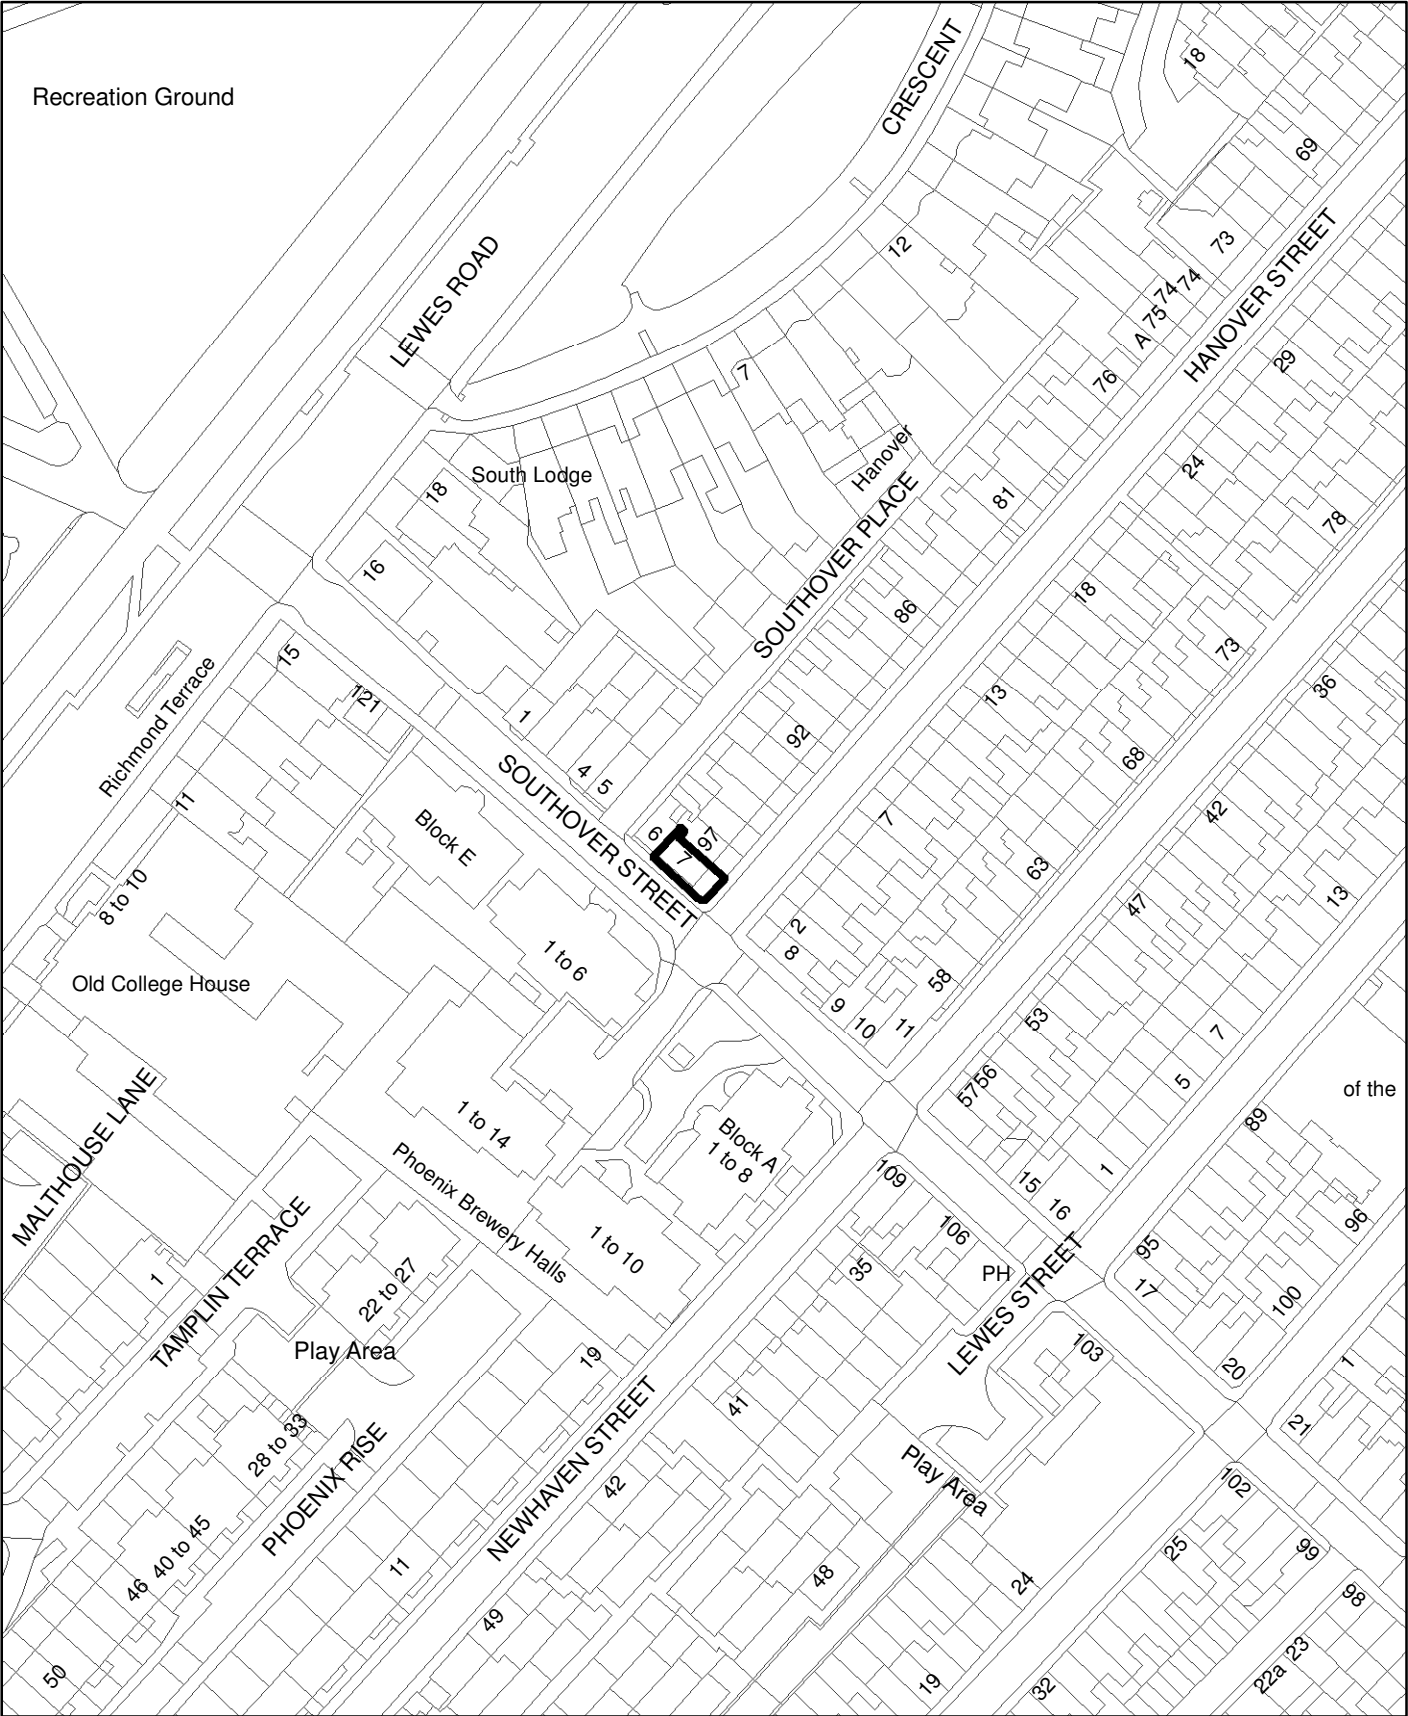 CRESCENT
18
Recreation Ground
69
12
73
HANOVER STREET
LEWES ROAD
74
74
A 75
7
76
29
Hanover
South Lodge
18
24
81
SOUTHOVER PLACE
78
16
18
86
15
73
Richmond Terrace
121
36
13
1
92
68
SOUTHOVER STREET
4
5
11
42
7
Block E
6
97
7
63
8 to 10
13
47
2
8
1 to 6
Old College House
58
9
10
11
53
7
5756
5
of the
MALTHOUSE LANE
89
1 to 14
Block A
1 to 8
Phoenix Brewery Halls
109
1
15
16
TAMPLIN TERRACE
96
106
1 to 10
95
PH
35
17
LEWES STREET
1
22 to 27
100
Play Area
103
19
20
1
41
21
28 to 33
PHOENIX RISE
NEWHAVEN STREET
Play Area
102
42
40 to 45
46
25
99
11
48
24
98
49
23
50
19
32
22a